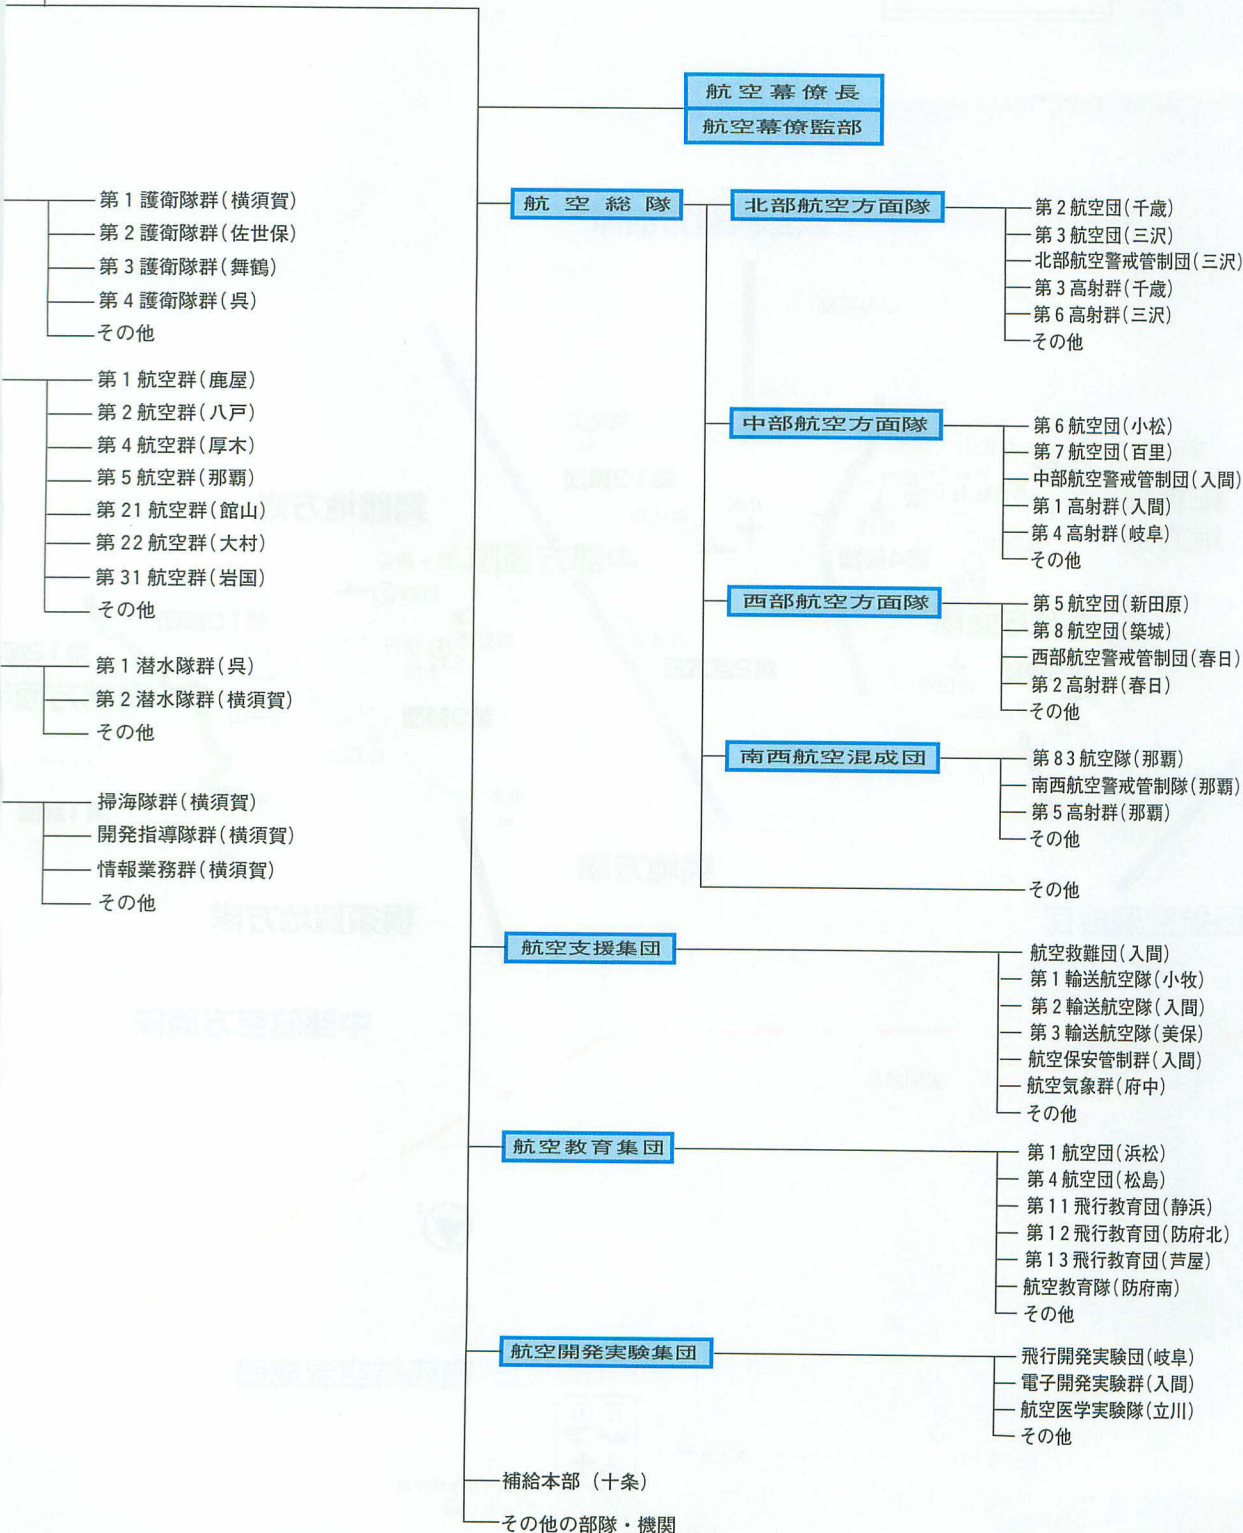 第1護衛隊群(横須賀)
第2護衛隊群(佐世保)
第3護衛隊群(舞鶴)
第4護衛隊群(呉)
その他
第1航空群(鹿屋)
第2航空群(八戸)
第4航空群(厚木)
第5航空群(那覇)
第21航空群(館山)
第22航空群(大村)
第31航空群(岩国)
その他
第1潜水隊群(呉)
第2潜水隊群(横須賀)
その他
掃海隊群(横須賀)
開発指導隊群(横須賀)
情報業務群(横須賀)
その他
航空幕僚長
航空幕僚監部
航空総隊
北部航空方面隊
第2航空団(千歳)
第3航空団(三沢)
北部航空警戒管制団(三沢)
第3高射群(千歳)
第6高射群(三沢)
その他
中部航空方面隊
第6航空団(小松)
第7航空団(百里)
中部航空警戒管制団(入間)
第1高射群(入間)
第4高射群(岐阜)
その他
西部航空方面隊
第5航空団(新田原)
第8航空団(築城)
西部航空警戒管制団(春日)
第2高射群(春日)
その他
南西航空混成団
第83航空隊(那覇)
南西航空警戒管制隊(那覇)
第5高射群(那覇)
その他
その他
航空支援集団
航空救難団(入間)
第1輸送航空隊(小牧)
第2輸送航空隊(入間)
第3輸送航空隊(美保)
航空保安管制群(入間)
航空気象群(府中)
その他
航空教育集団
第1航空団(浜松)
第4航空団(松島)
第11飛行教育団(静浜)
第12飛行教育団(防府北)
第13飛行教育団(芦屋)
航空教育隊(防府南)
その他
航空開発実験集団
飛行開発実験団(岐阜)
電子開発実験群(入間)
航空医学実験隊(立川)
その他
補給本部(十条)
その他の部隊・機関